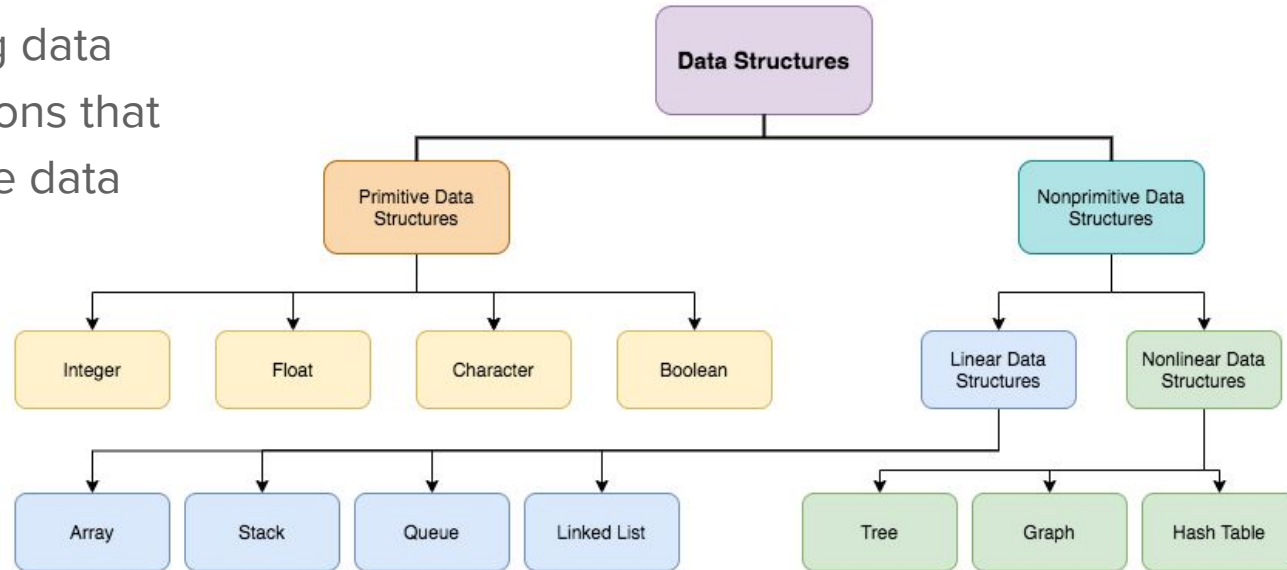 g data
ons that
e data
Data Structures
Primitive Data
Structures
Nonprimitive Data
Structures
Integer
Float
Character
Boolean
Linear Data
Structures
Nonlinear Data
Structures
Array
Stack
Queue
Linked List
Tree
Graph
Hash Table